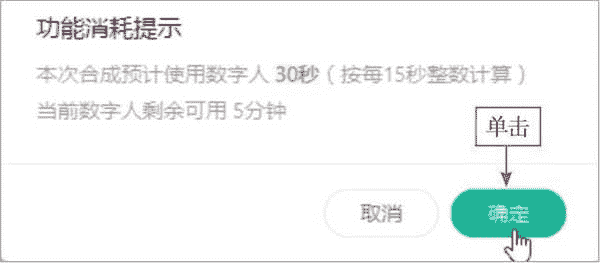 功能消耗提示
本次合成预计使用数字人 30秒（按每15秒整数计算）
当前数字人剩余可用 5分钟
单击
取消
确定